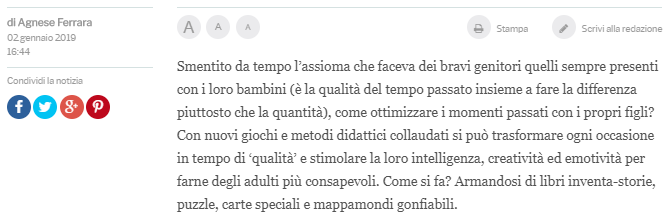 di Agnese Ferrara
02 gennaio 2019
16:44
Condividi la notizia
A A A
Stampa
Scrivi alla redazione
Smentito da tempo l'assioma che faceva dei bravi genitori quelli sempre presenti
con i loro bambini (è la qualità del tempo passato insieme a fare la differenza
piuttosto che la quantità), come ottimizzare i momenti passati con i propri figli?
Con nuovi giochi e metodi didattici collaudati si può trasformare ogni occasione
in tempo di ‘qualità’ e stimolare la loro intelligenza, creatività ed emotività per
farne degli adulti più consapevoli. Come si fa? Armandosi di libri inventa-storie,
puzzle, carte speciali e mappamondi gonfiabili.